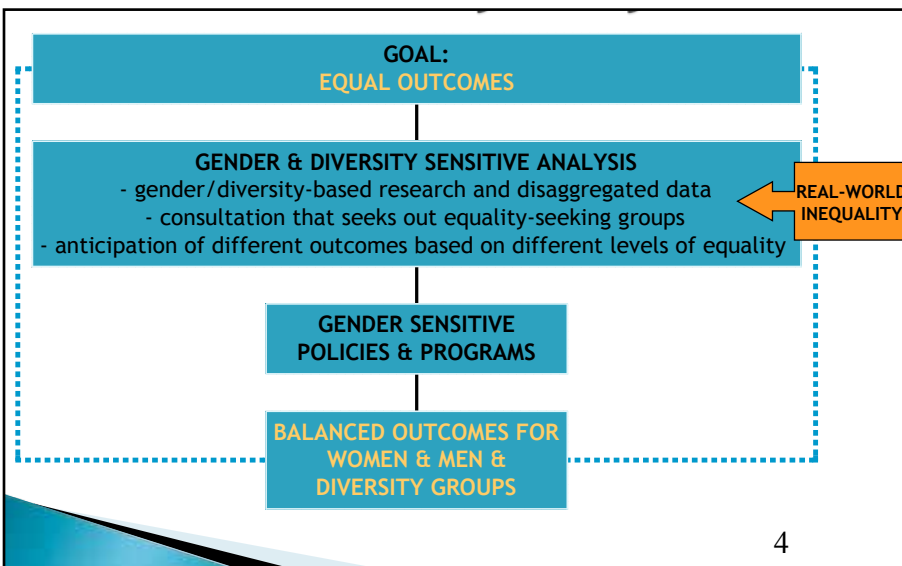 GOAL:
EQUAL OUTCOMES
GENDER & DIVERSITY SENSITIVE ANALYSIS
- gender/diversity-based research and disaggregated data
- consultation that seeks out equality-seeking groups
- anticipation of different outcomes based on different levels of equality
REAL-WORLD
INEQUALITY
GENDER SENSITIVE
POLICIES & PROGRAMS
BALANCED OUTCOMES FOR
WOMEN & MEN &
DIVERSITY GROUPS
4